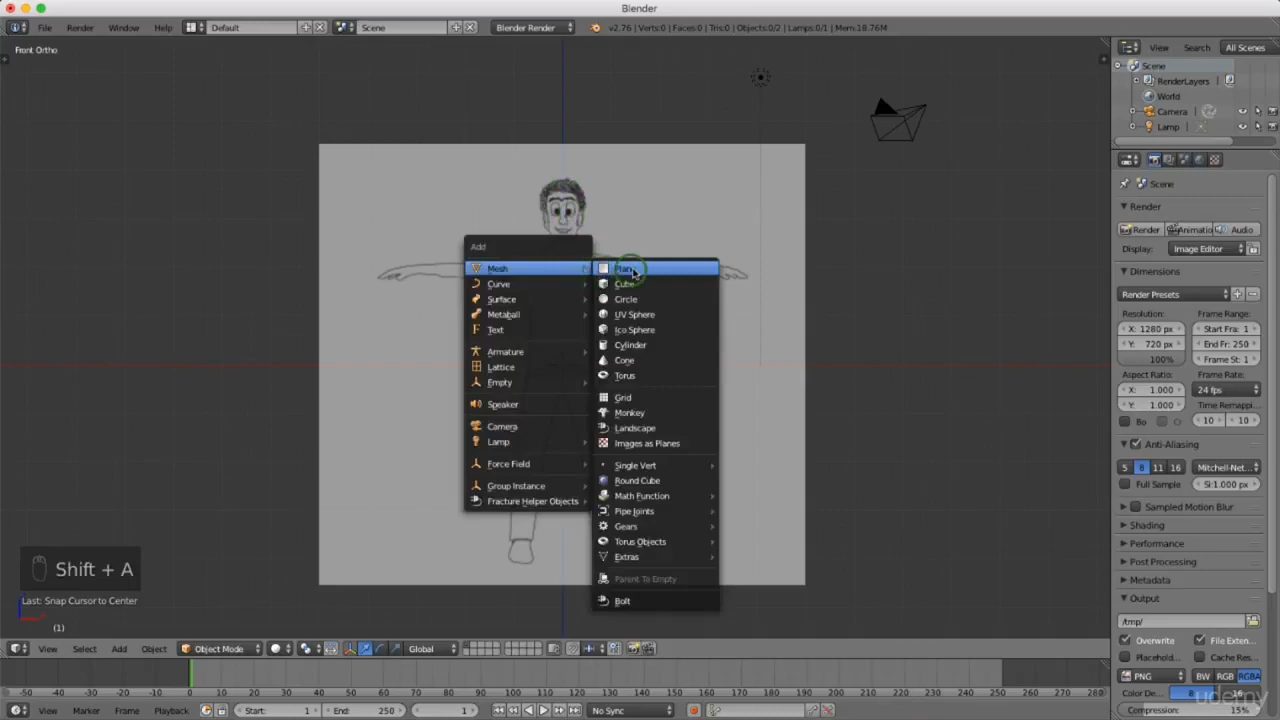 Blender
File Render Window Help Default Scene Blender Render v2.76 | Verts:0 | Faces:0 | Tris:0 | Objects:0/2 | Lamps:0/1 | Mem:18.76M
View Search All Scenes
Front Ortho
Scene
RenderLayers
World
Camera
Lamp
Scene
Render
Render Animatio Audio
Display: Image Editor
Dimensions
Render Presets
Resolution: Frame Range:
X: 1280 px Start Fra: 1
Y: 720 px End Fr: 250
100% Frame St: 1
Aspect Ratio: Frame Rate:
X: 1.000 24 fps
Y: 1.000 Time Remappi
Bo 10 10
Anti-Aliasing
5 8 11 16 Mitchell-Net
Full Sample Si:1.000 px
Sampled Motion Blur
Shading
Performance
Post Processing
Metadata
Output
/tmp/
Overwrite File Exten
Placehold Cache Res
PNG BW RGB RGBA
Color De 8 16
Compression: 15%
Add
Mesh
Curve
Surface
Metaball
Text
Armature
Lattice
Empty
Speaker
Camera
Lamp
Force Field
Group Instance
Fracture Helper Objects
Plane
Cube
Circle
UV Sphere
Ico Sphere
Cylinder
Cone
Torus
Grid
Monkey
Landscape
Images as Planes
Single Vert
Round Cube
Math Function
Pipe Joints
Gears
Torus Objects
Extras
Parent To Empty
Bolt
Shift + A
Last: Snap Cursor to Center
(1)
View Select Add Object Object Mode Global
-50 -40 -30 -20 -10 0 10 20 30 40 50 60 70 80 90 100 110 120 130 140 150 160 170 180 190 200 210 220 230 240 250 260 270 280
View Marker Frame Playback Start: 1 End: 250 1 No Sync
udemy